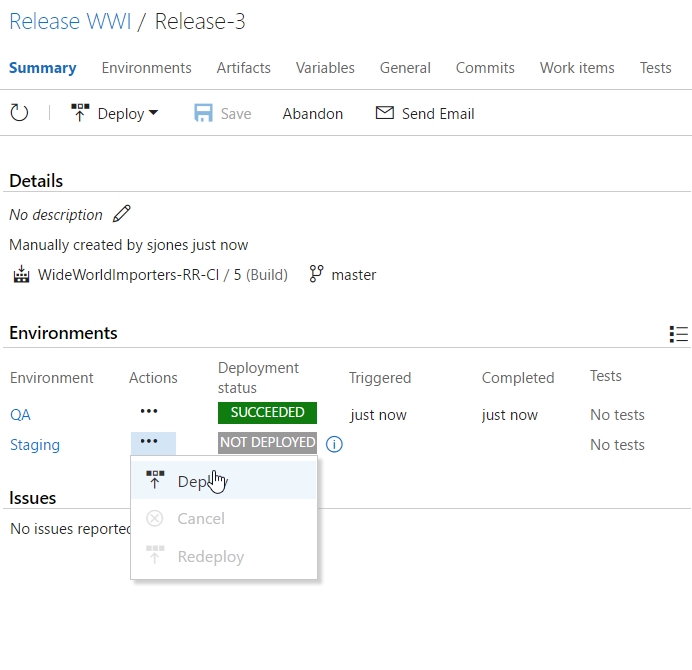 Release WWI / Release-3
Summary Environments Artifacts Variables General Commits Work items Tests
Deploy Save Abandon Send Email
Details
No description
Manually created by sjones just now
WideWorldImporters-RR-CI / 5 (Build) master
Environments
Environment Actions Deployment status Triggered Completed Tests
QA ••• SUCCEEDED just now just now No tests
Staging ••• NOT DEPLOYED No tests
Deploy
Issues
No issues reported
Cancel
Redeploy